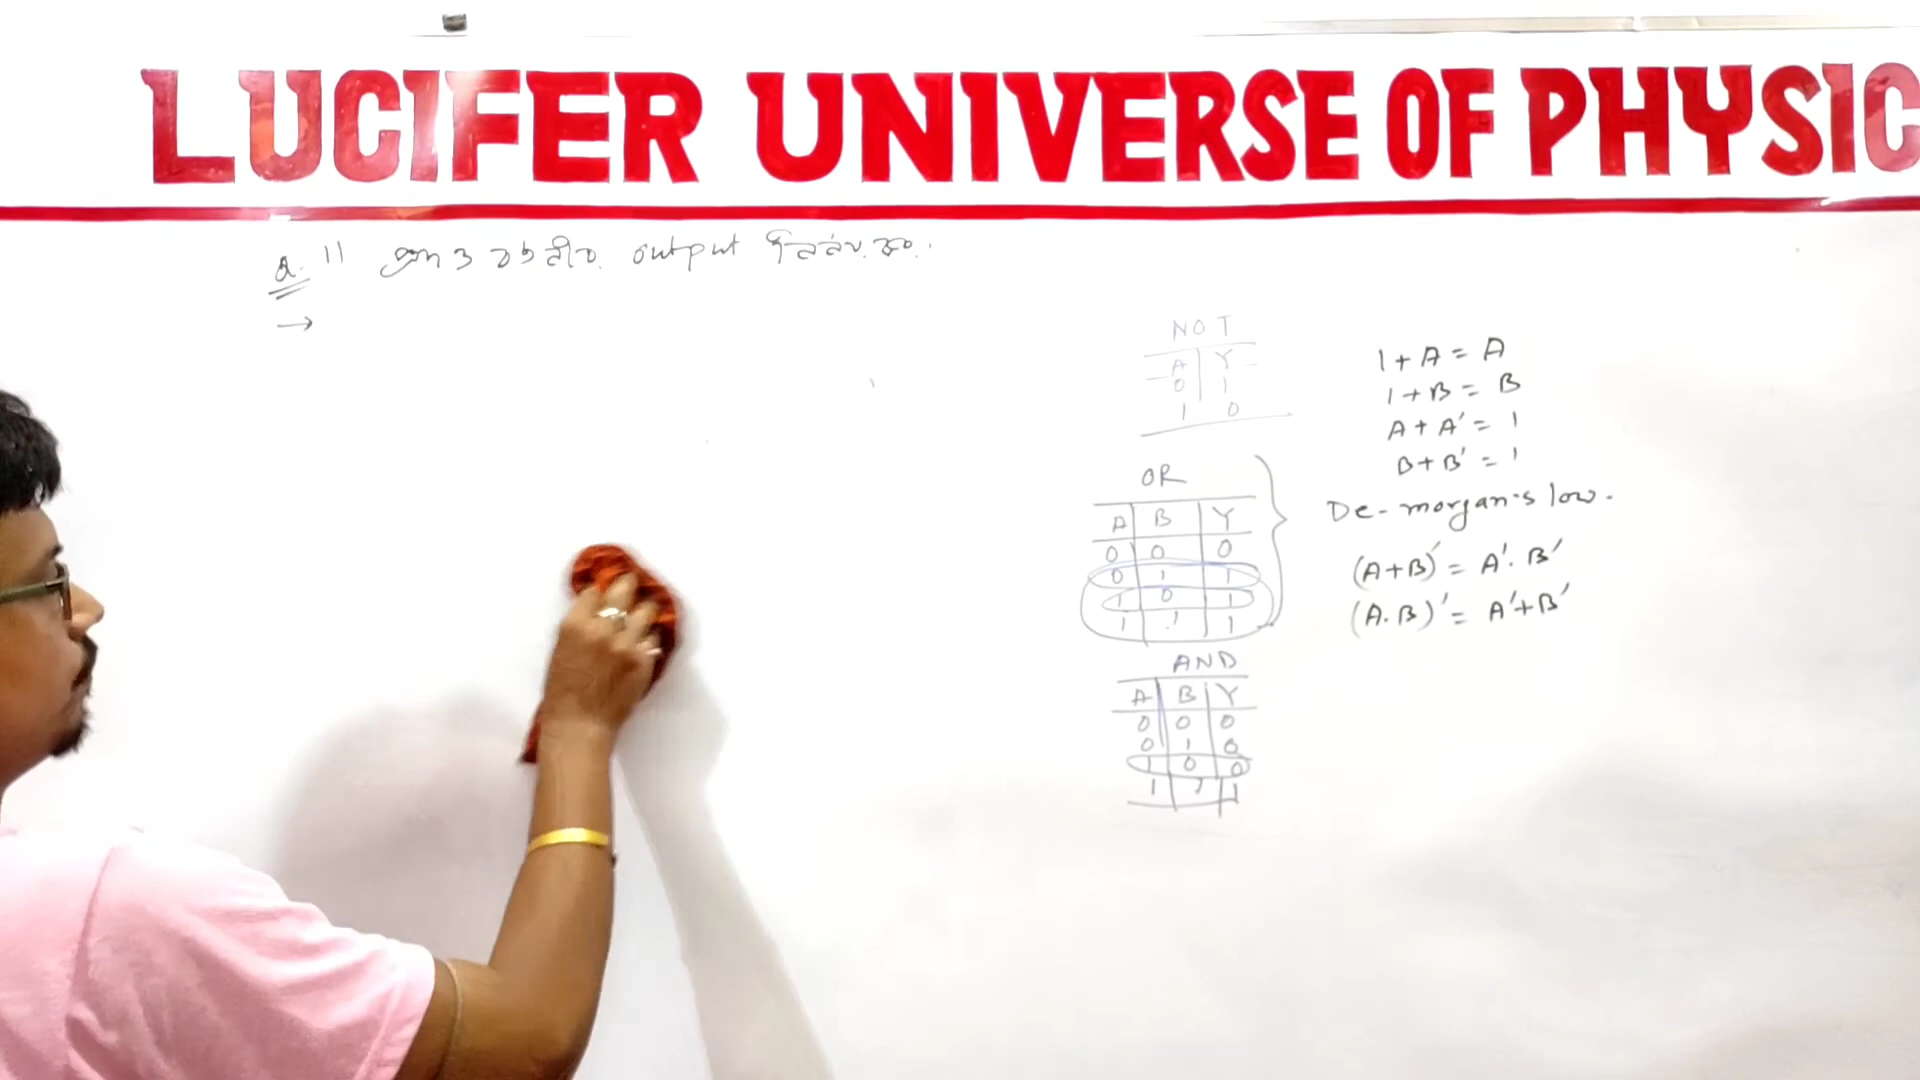 LUCIFER UNIVERSE OF PHYSIC
Q. 11 output
→
NOT
A Y
0 1
1 0
OR
A B Y
0 0 0
0 1 1
1 0 1
1 1 1
AND
A B Y
0 0 0
0 1 0
1 0 0
1 1 1
1 + A = A
1 + B = B
A + A' = 1
B + B' = 1
De-morgan's low.
(A+B)' = A'. B'
(A.B)' = A'+B'